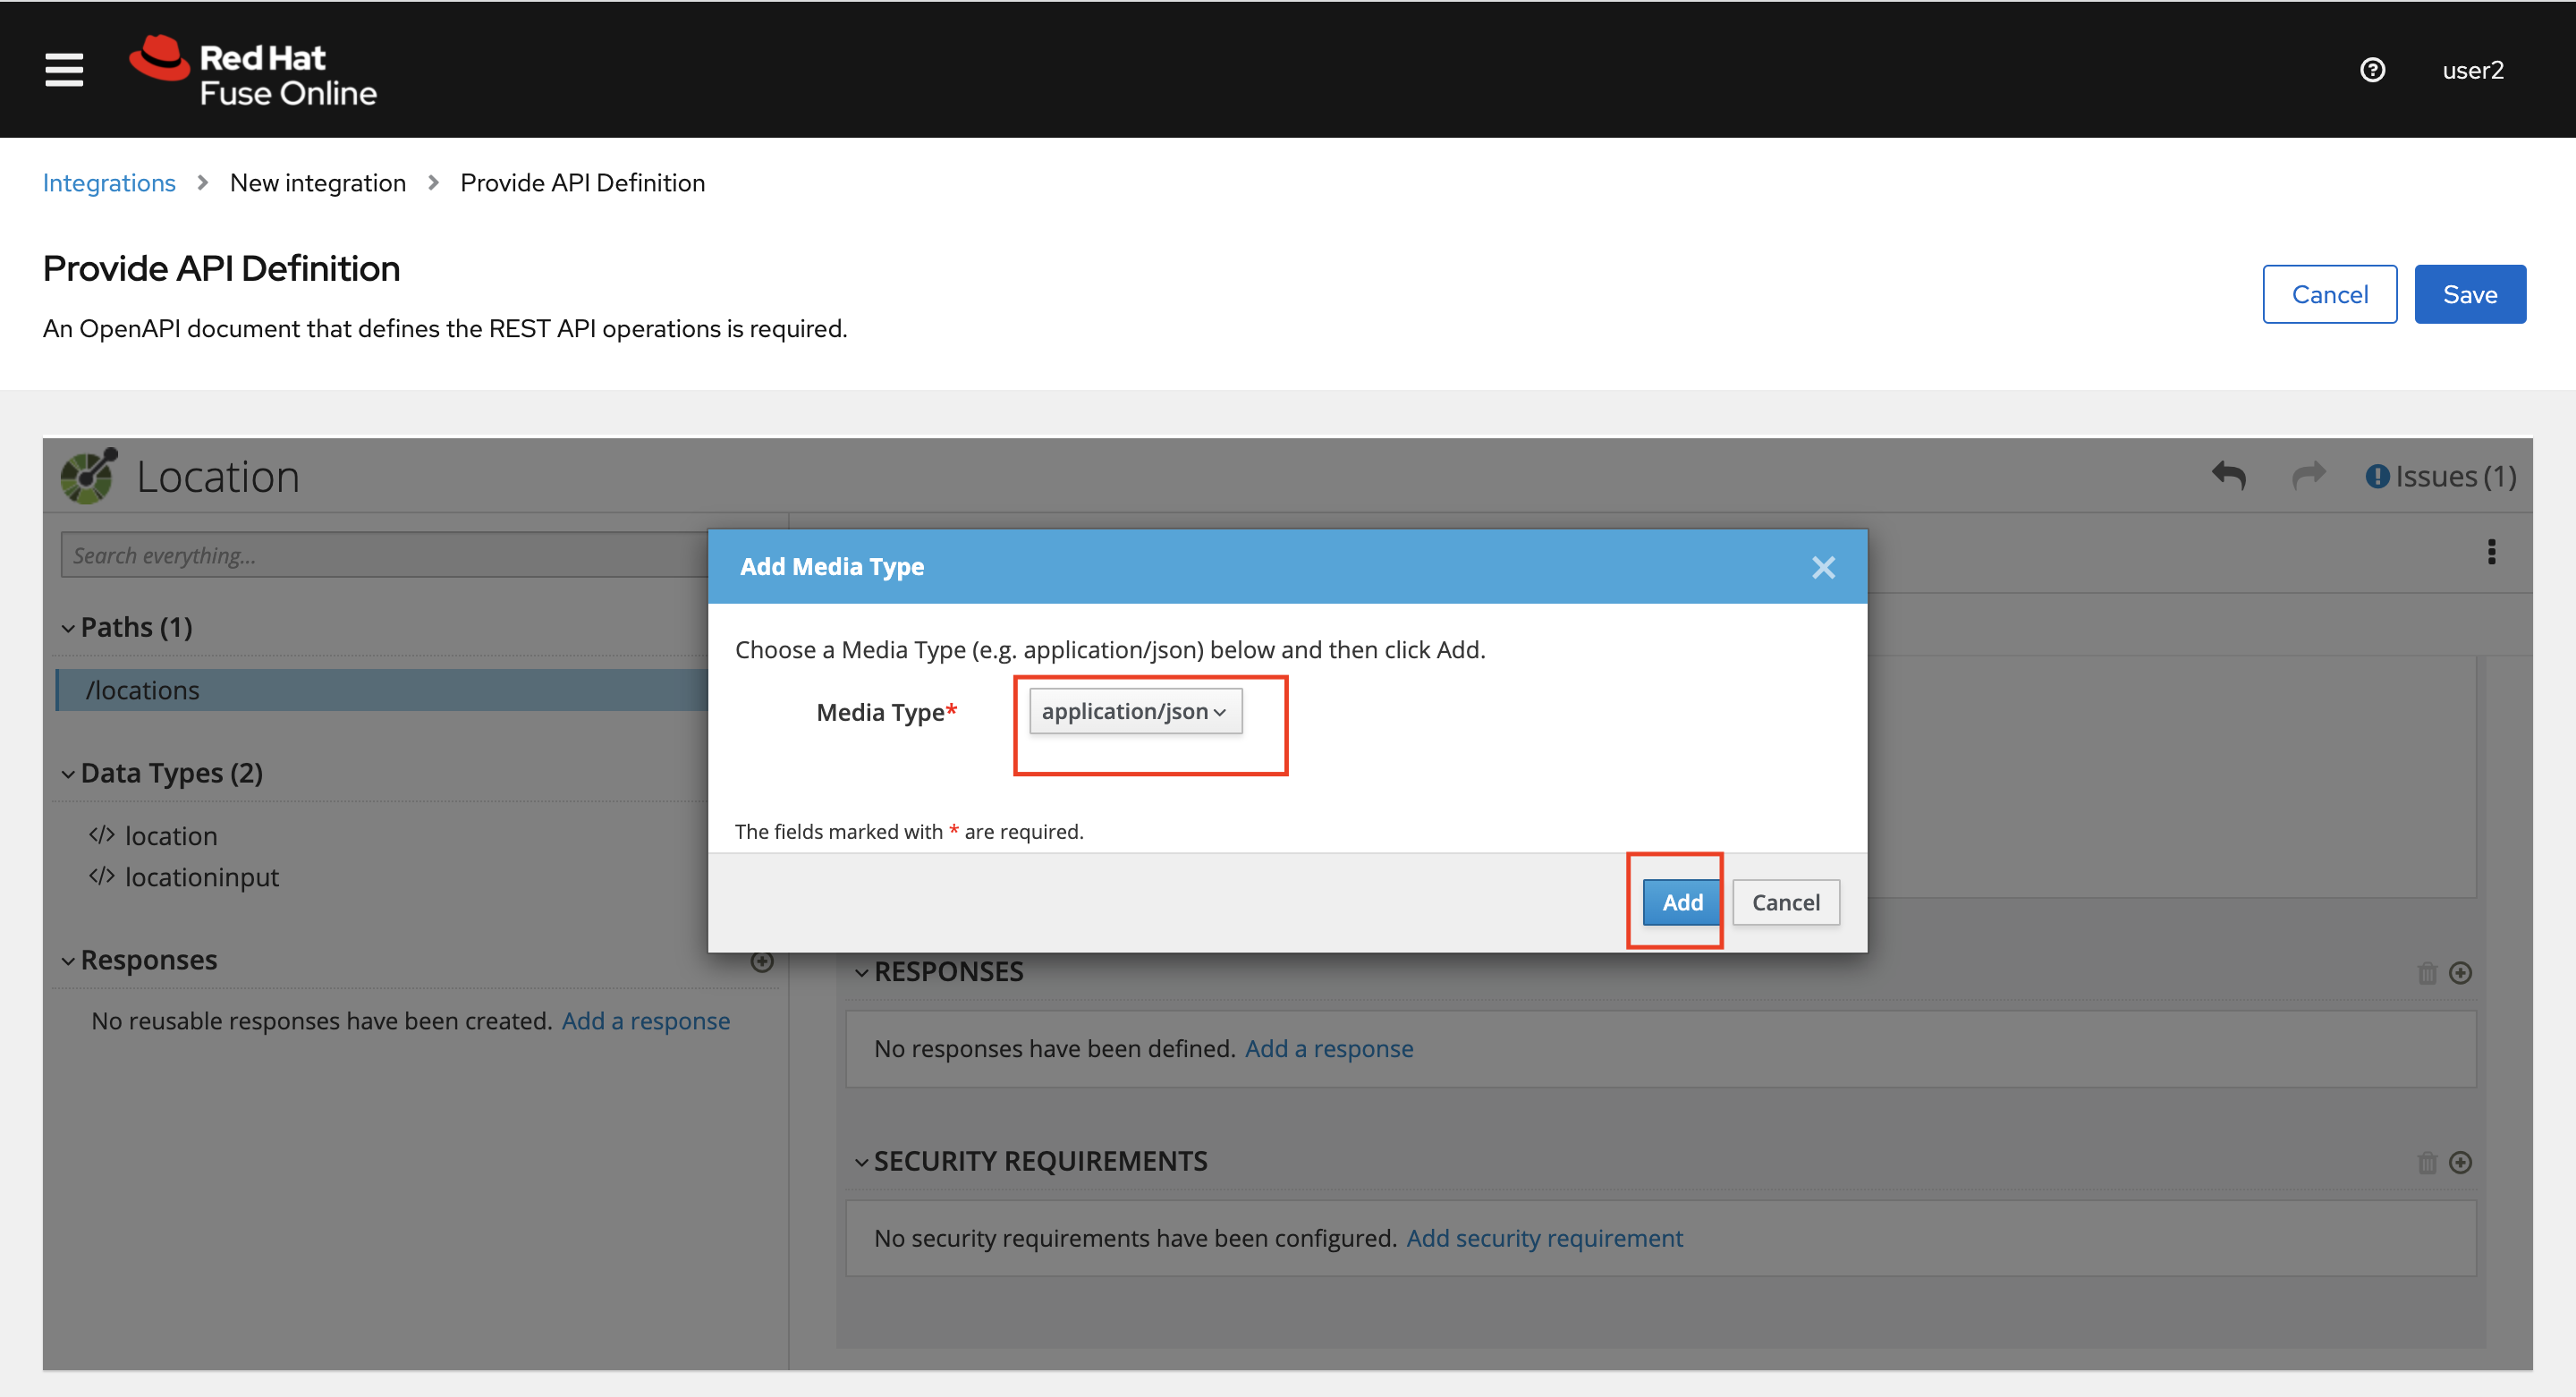 Red Hat
Fuse Online
user2
Integrations > New integration > Provide API Definition
Provide API Definition
Cancel
Save
An OpenAPI document that defines the REST API operations is required.
Location
Issues (1)
Search everything...
Paths (1)
/locations
Data Types (2)
</> location
</> locationinput
Responses
No reusable responses have been created. Add a response
Add Media Type
Choose a Media Type (e.g. application/json) below and then click Add.
Media Type* application/json
The fields marked with * are required.
Add
Cancel
RESPONSES
No responses have been defined. Add a response
SECURITY REQUIREMENTS
No security requirements have been configured. Add security requirement